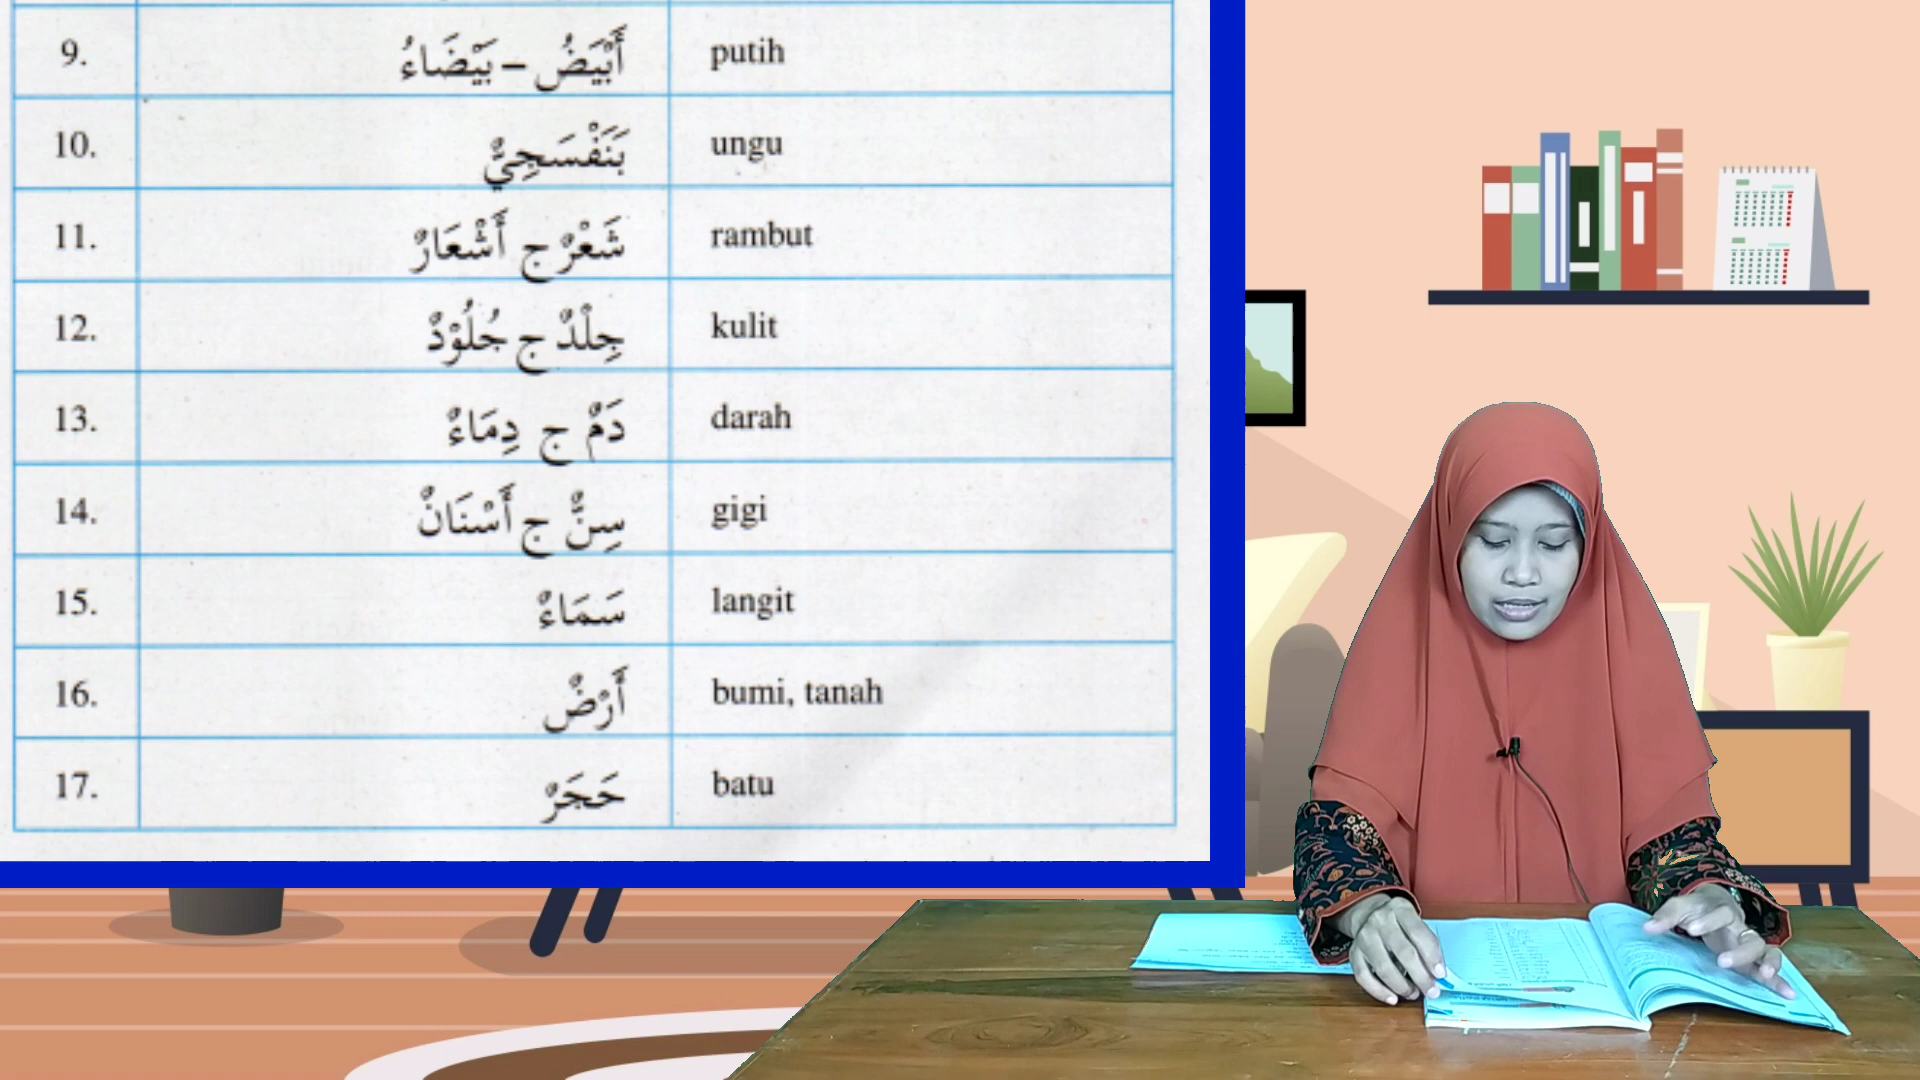 9. أَبْيَضُ – بَيْضَاءُ putih
10. بَنَفْسَجِيٌّ ungu
11. شَعْرٌ ج أَشْعَارٌ rambut
12. جِلْدٌ ج جُلُوْدٌ kulit
13. دَمٌ ج دِمَاءٌ darah
14. سِنٌّ ج أَسْنَانٌ gigi
15. سَمَاءٌ langit
16. أَرْضٌ bumi, tanah
17. حَجَرٌ batu